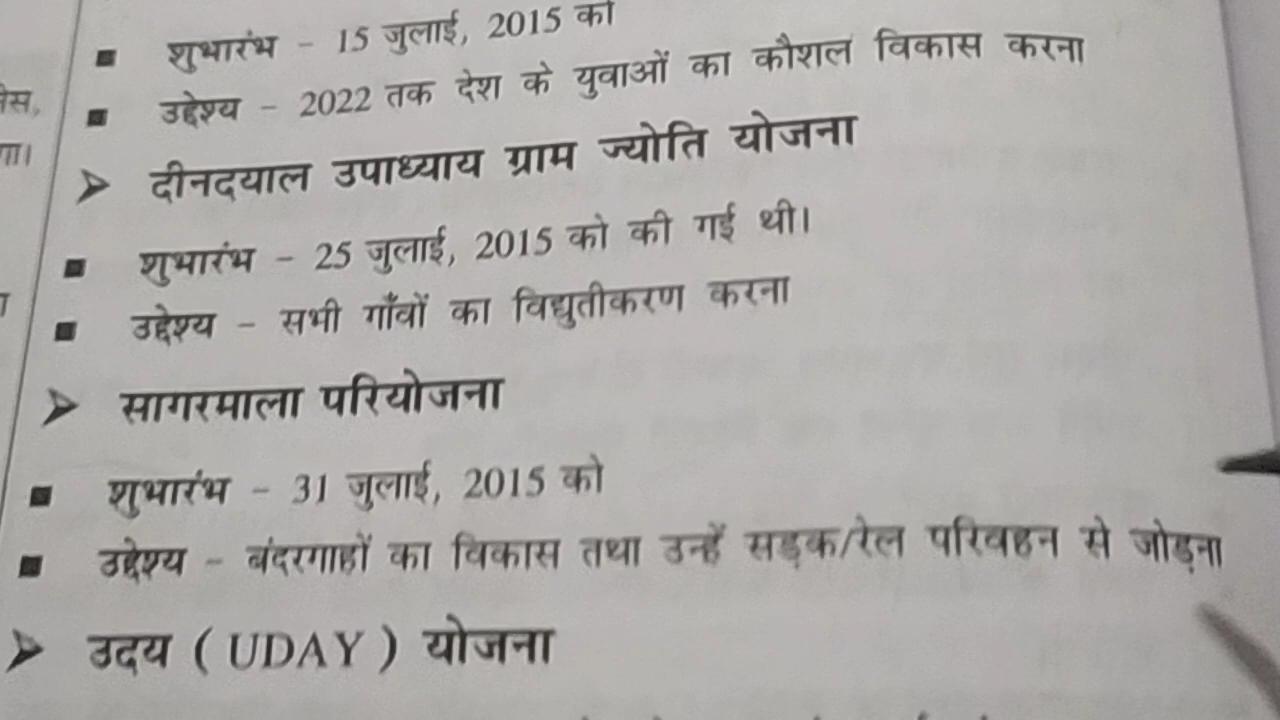 ■ शुभारंभ – 15 जुलाई, 2015 को
■ उद्देश्य – 2022 तक देश के युवाओं का कौशल विकास करना
➤ दीनदयाल उपाध्याय ग्राम ज्योति योजना
■ शुभारंभ – 25 जुलाई, 2015 को की गई थी।
■ उद्देश्य – सभी गाँवों का विद्युतीकरण करना
➤ सागरमाला परियोजना
■ शुभारंभ – 31 जुलाई, 2015 को
■ उद्देश्य – बंदरगाहों का विकास तथा उन्हें सड़क/रेल परिवहन से जोड़ना
➤ उदय ( UDAY ) योजना